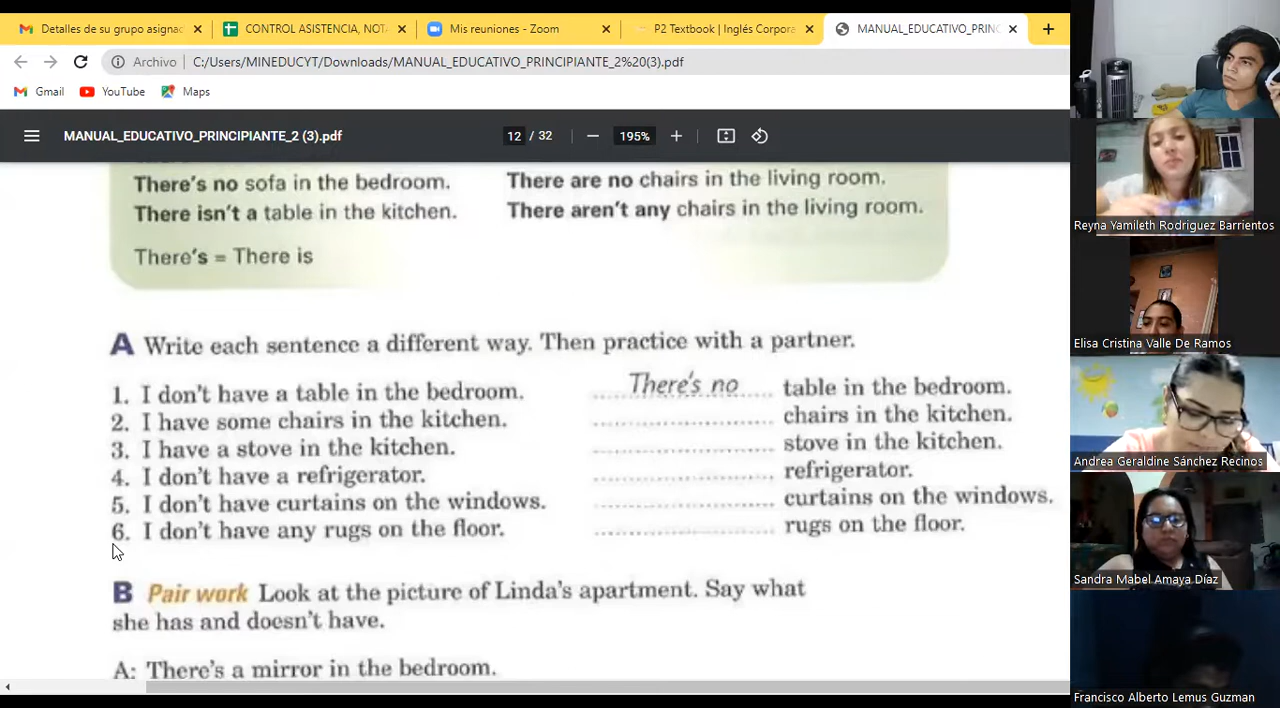 Detalles de su grupo asignac
CONTROL ASISTENCIA, NOT
Mis reuniones - Zoom
P2 Textbook | Inglés Corpora
MANUAL_EDUCATIVO_PRINC
Archivo C:/Users/MINEDUCYT/Downloads/MANUAL_EDUCATIVO_PRINCIPIANTE_2%20(3).pdf
Gmail YouTube Maps
MANUAL_EDUCATIVO_PRINCIPIANTE_2 (3).pdf 12 / 32 195%
There's no sofa in the bedroom. There are no chairs in the living room.
There isn't a table in the kitchen. There aren't any chairs in the living room.
There's = There is
A Write each sentence a different way. Then practice with a partner.
1. I don't have a table in the bedroom. There's no table in the bedroom.
2. I have some chairs in the kitchen. chairs in the kitchen.
3. I have a stove in the kitchen. stove in the kitchen.
4. I don't have a refrigerator. refrigerator.
5. I don't have curtains on the windows. curtains on the windows.
6. I don't have any rugs on the floor. rugs on the floor.
B Pair work Look at the picture of Linda's apartment. Say what
she has and doesn't have.
A: There's a mirror in the bedroom.
Reyna Yamileth Rodriguez Barrientos
Elisa Cristina Valle De Ramos
Andrea Geraldine Sánchez Recinos
Sandra Mabel Amaya Díaz
Francisco Alberto Lemus Guzman